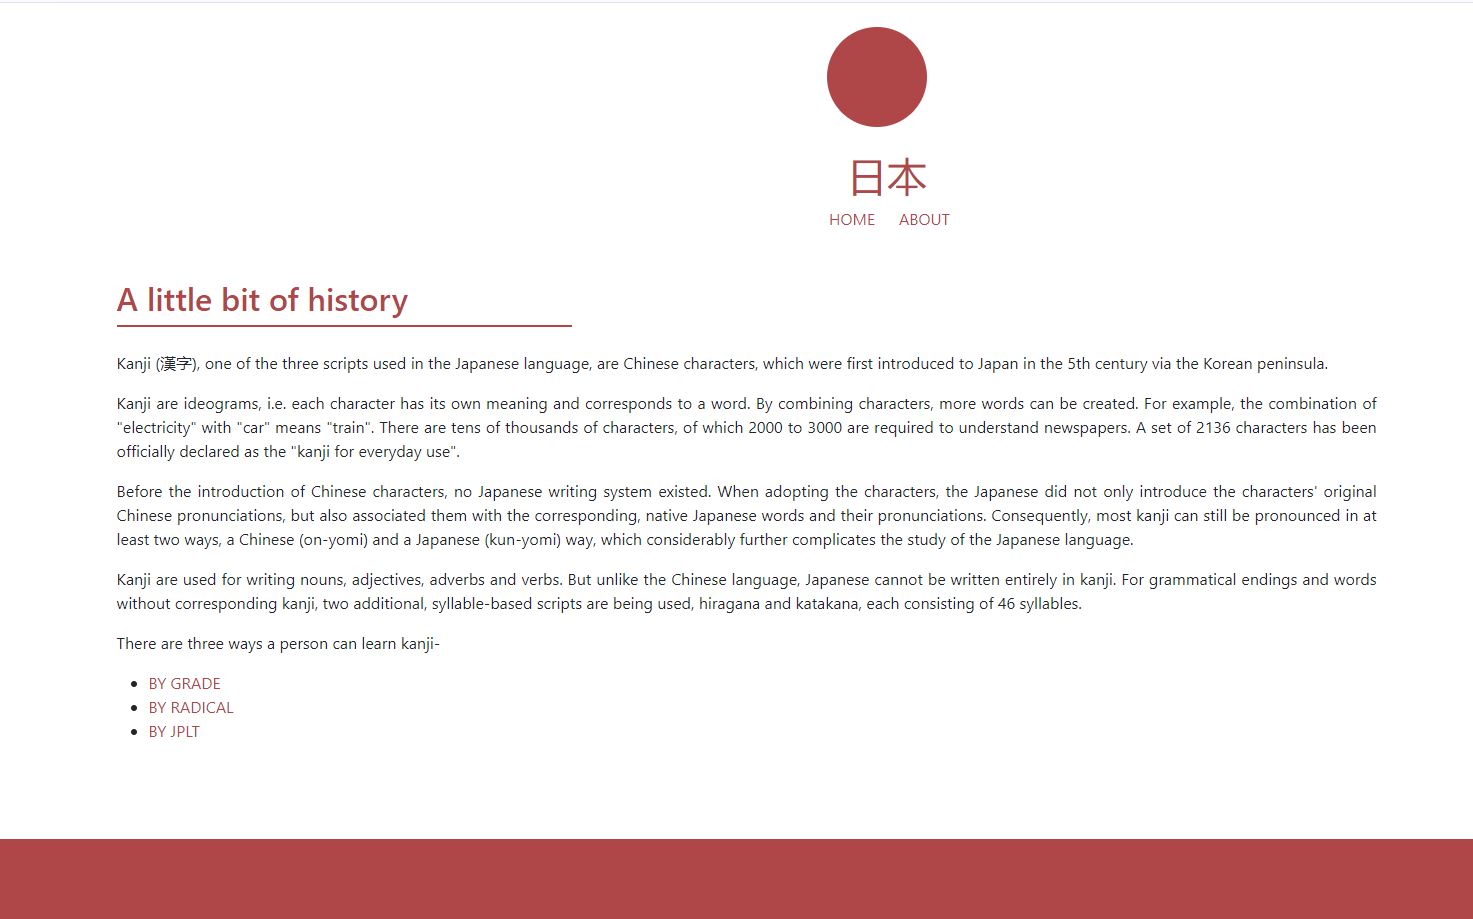 日本
HOME ABOUT
A little bit of history
Kanji (漢字), one of the three scripts used in the Japanese language, are Chinese characters, which were first introduced to Japan in the 5th century via the Korean peninsula.
Kanji are ideograms, i.e. each character has its own meaning and corresponds to a word. By combining characters, more words can be created. For example, the combination of
"electricity" with "car" means "train". There are tens of thousands of characters, of which 2000 to 3000 are required to understand newspapers. A set of 2136 characters has been
officially declared as the "kanji for everyday use".
Before the introduction of Chinese characters, no Japanese writing system existed. When adopting the characters, the Japanese did not only introduce the characters' original
Chinese pronunciations, but also associated them with the corresponding, native Japanese words and their pronunciations. Consequently, most kanji can still be pronounced in at
least two ways, a Chinese (on-yomi) and a Japanese (kun-yomi) way, which considerably further complicates the study of the Japanese language.
Kanji are used for writing nouns, adjectives, adverbs and verbs. But unlike the Chinese language, Japanese cannot be written entirely in kanji. For grammatical endings and words
without corresponding kanji, two additional, syllable-based scripts are being used, hiragana and katakana, each consisting of 46 syllables.
There are three ways a person can learn kanji-
BY GRADE
BY RADICAL
BY JPLT